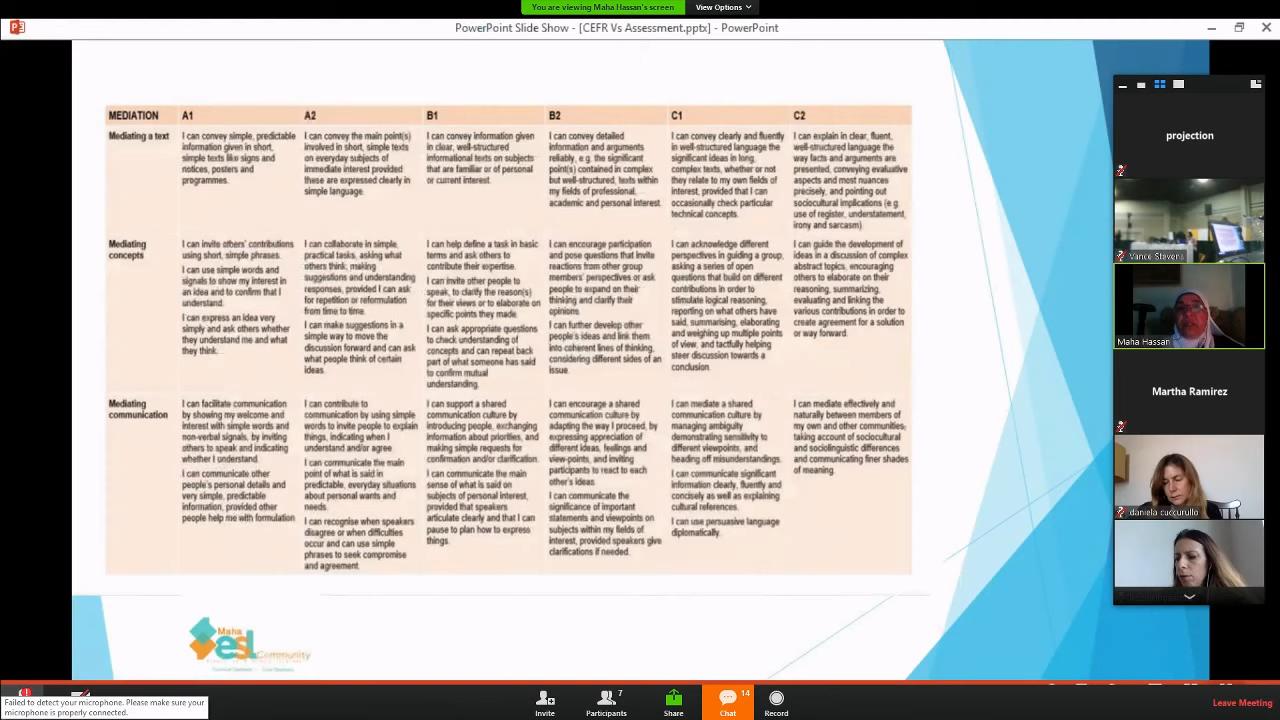 You are viewing Maha Hassan's screen
View Options
PowerPoint Slide Show - [CEFR Vs Assessment.pptx] - PowerPoint
MEDIATION
A1
A2
B1
B2
C1
C2
Mediating a text
I can convey simple, predictable
information given in short,
simple texts like signs and
notices, posters and
programmes.
I can convey the main point(s)
involved in short, simple texts
on everyday subjects of
immediate interest provided
these are expressed clearly in
simple language.
I can convey information given
in clear, well-structured
informational texts on subjects
that are familiar or of personal
or current interest.
I can convey detailed
information and arguments
reliably, e.g. the significant
point(s) contained in complex
but well-structured, texts within
my fields of professional,
academic and personal interest.
I can convey clearly and fluently
in well-structured language the
significant ideas in long,
complex texts, whether or not
they relate to my own fields of
interest, provided that I can
occasionally check particular
technical concepts.
I can explain in clear, fluent,
well-structured language the
way facts and arguments are
presented, conveying evaluative
aspects and most nuances
precisely, and pointing out
sociocultural implications (e.g.
use of register, understatement,
irony and sarcasm).
Mediating
concepts
I can invite others' contributions
using short, simple phrases.
I can use simple words and
signals to show my interest in
an idea and to confirm that I
understand.
I can express an idea very
simply and ask others whether
they understand me and what
they think.
I can collaborate in simple,
practical tasks, asking what
others think, making
suggestions and understanding
responses, provided I can ask
for repetition or reformulation
from time to time.
I can make suggestions in a
simple way to move the
discussion forward and can ask
what people think of certain
ideas.
I can help define a task in basic
terms and ask others to
contribute their expertise.
I can invite other people to
speak, to clarify the reason(s)
for their views or to elaborate on
specific points they made.
I can ask appropriate questions
to check understanding of
concepts and can repeat back
part of what someone has said
to confirm mutual
understanding.
I can encourage participation
and pose questions that invite
reactions from other group
members' perspectives or ask
people to expand on their
thinking and clarify their
opinions.
I can further develop other
people's ideas and link them
into coherent lines of thinking,
considering different sides of an
issue.
I can acknowledge different
perspectives in guiding a group,
asking a series of open
questions that build on different
contributions in order to
stimulate logical reasoning,
reporting on what others have
said, summarising, elaborating
and weighing up multiple points
of view, and tactfully helping
steer discussion towards a
conclusion.
I can guide the development of
ideas in a discussion of complex
abstract topics, encouraging
others to elaborate on their
reasoning, summarizing,
evaluating and linking the
various contributions in order to
create agreement for a solution
or way forward.
Mediating
communication
I can facilitate communication
by showing my welcome and
interest with simple words and
non-verbal signals, by inviting
others to speak and indicating
whether I understand.
I can communicate other
people's personal details and
very simple, predictable
information, provided other
people help me with formulation
I can contribute to
communication by using simple
words to invite people to explain
things, indicating when I
understand and/or agree
I can communicate the main
point of what is said in
predictable, everyday situations
about personal wants and
needs.
I can recognise when speakers
disagree or when difficulties
occur and can use simple
phrases to seek compromise
and agreement.
I can support a shared
communication culture by
introducing people, exchanging
information about priorities, and
making simple requests for
confirmation and/or clarification.
I can communicate the main
sense of what is said on
subjects of personal interest,
provided that speakers
articulate clearly and that I can
pause to plan how to express
things.
I can encourage a shared
communication culture by
adapting the way I proceed, by
expressing appreciation of
different ideas, feelings and
view-points, and inviting
participants to react to each
other's ideas.
I can communicate the
significance of important
statements and viewpoints on
subjects within my fields of
interest, provided speakers give
clarifications if needed.
I can mediate a shared
communication culture by
managing ambiguity
demonstrating sensitivity to
different viewpoints, and
heading off misunderstandings.
I can communicate significant
information clearly, fluently and
concisely as well as explaining
cultural references.
I can use persuasive language
diplomatically.
I can mediate effectively and
naturally between members of
my own and other communities,
taking account of sociocultural
and sociolinguistic differences
and communicating finer shades
of meaning.
Maha
esl
Community
projection
Vance Stevens
Maha Hassan
Martha Ramirez
daniela cuccurullo
Failed to detect your microphone. Please make sure your
microphone is properly connected.
Invite
Participants
7
Share
Chat
14
Record
Leave Meeting